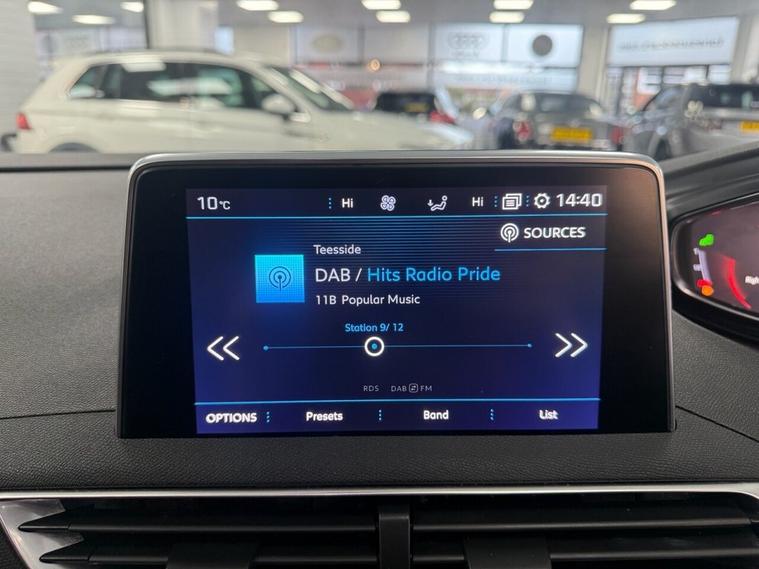 10°C Hi Hi 14:40
SOURCES
Teesside
DAB / Hits Radio Pride
11B Popular Music
Station 9/ 12
RDS DAB FM
OPTIONS Presets Band List